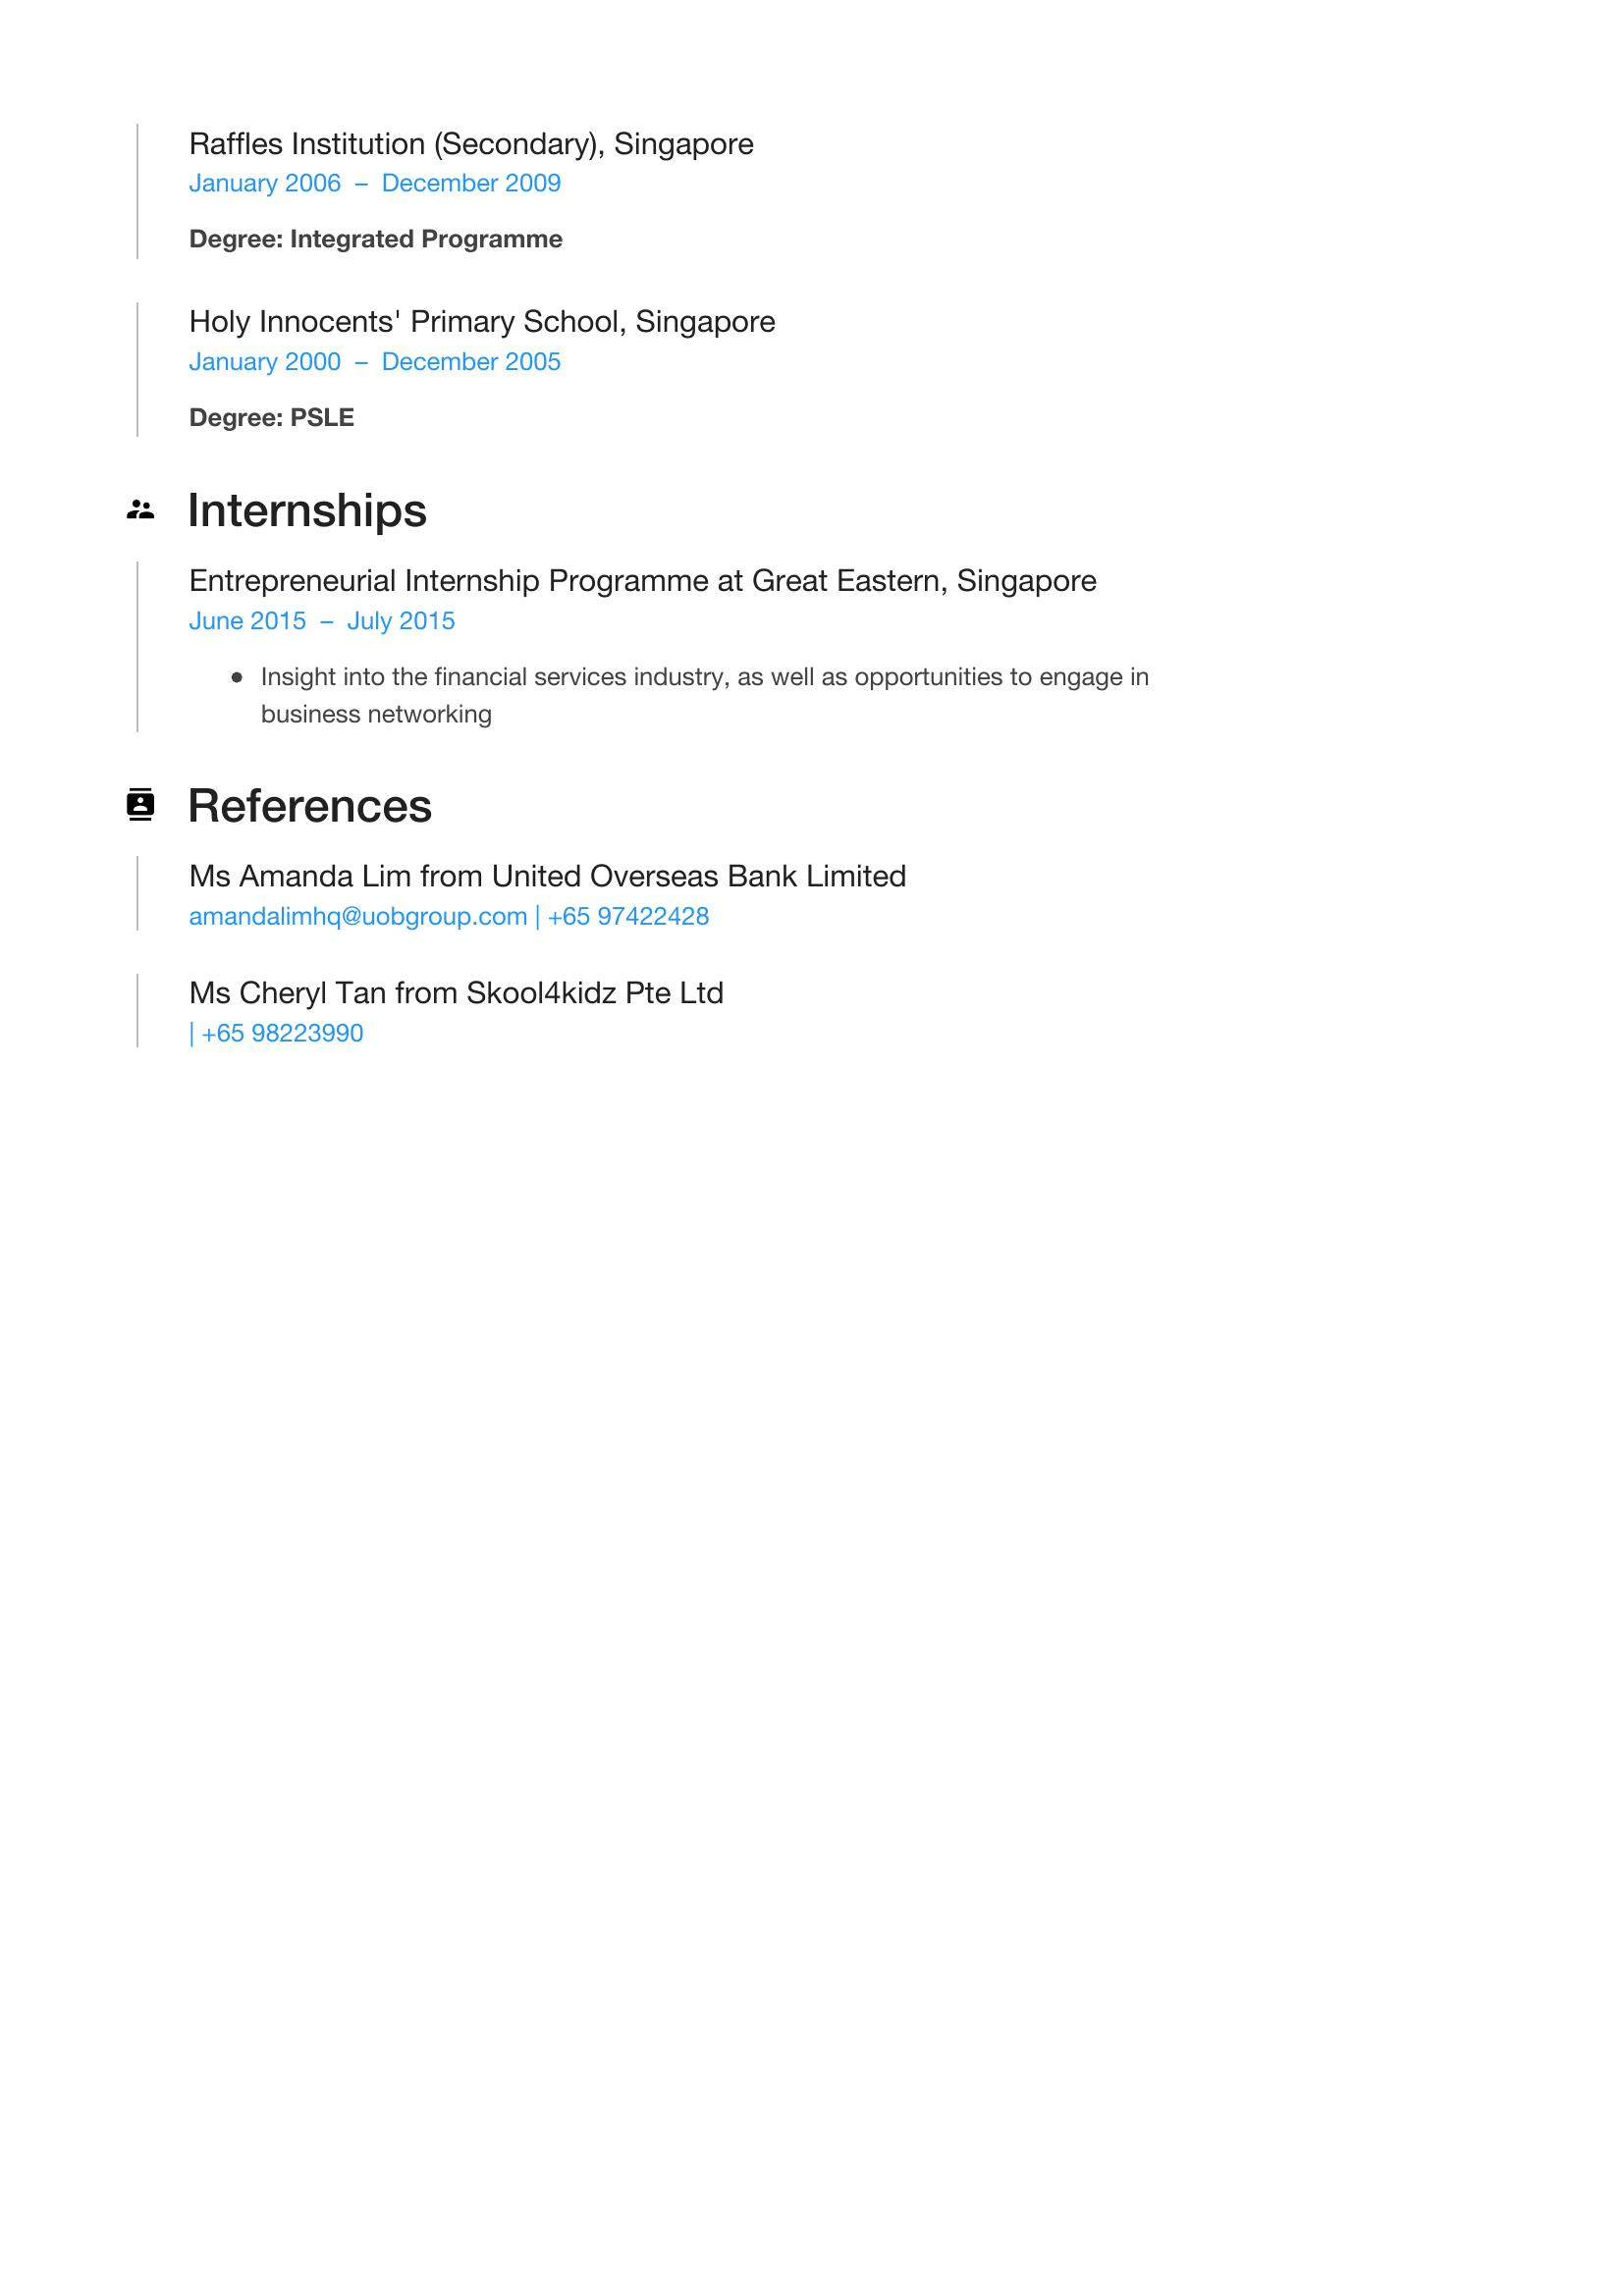 Raffles Institution (Secondary), Singapore
January 2006 – December 2009
Degree: Integrated Programme
Holy Innocents' Primary School, Singapore
January 2000 – December 2005
Degree: PSLE
Internships
Entrepreneurial Internship Programme at Great Eastern, Singapore
June 2015 – July 2015
● Insight into the financial services industry, as well as opportunities to engage in
business networking
References
Ms Amanda Lim from United Overseas Bank Limited
amandalimhq@uobgroup.com | +65 97422428
Ms Cheryl Tan from Skool4kidz Pte Ltd
| +65 98223990